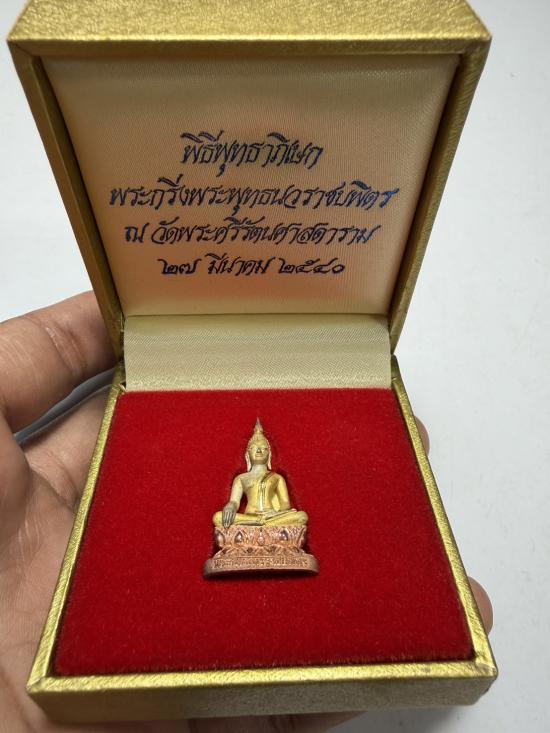 พิธีพุทธาภิเษก
พระกริ่งพระพุทธนวราชบพิตร
ณ วัดพระศรีรัตนศาสดาราม
๒๗ มีนาคม ๒๕๔๐